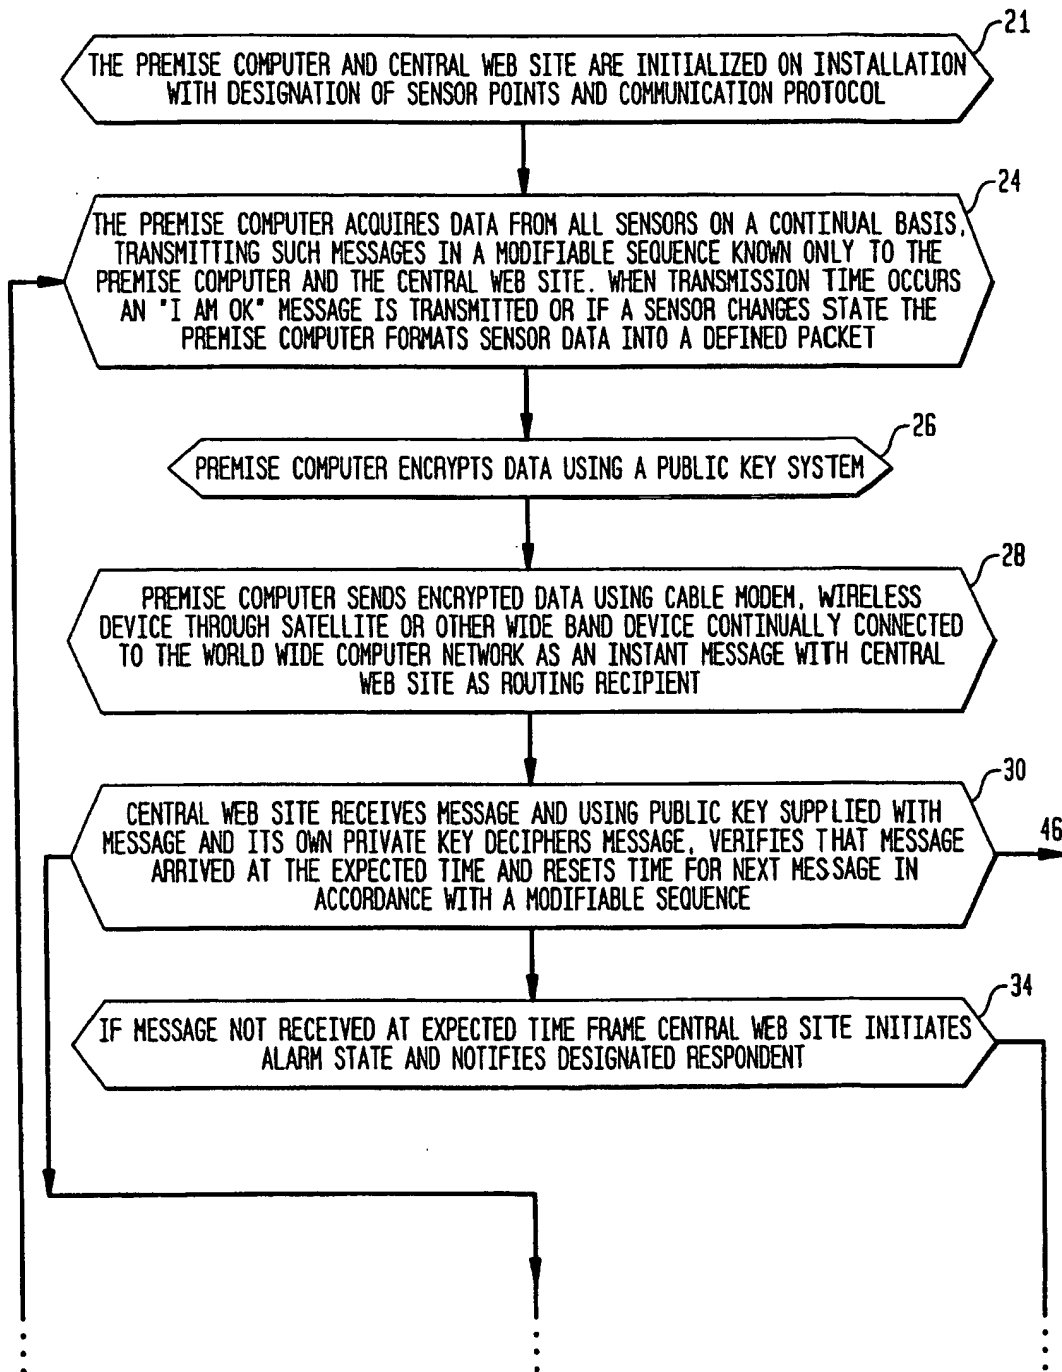 21
THE PREMISE COMPUTER AND CENTRAL WEB SITE ARE INITIALIZED ON INSTALLATION
WITH DESIGNATION OF SENSOR POINTS AND COMMUNICATION PROTOCOL
24
THE PREMISE COMPUTER ACQUIRES DATA FROM ALL SENSORS ON A CONTINUAL BASIS,
TRANSMITTING SUCH MESSAGES IN A MODIFIABLE SEQUENCE KNOWN ONLY TO THE
PREMISE COMPUTER AND THE CENTRAL WEB SITE. WHEN TRANSMISSION TIME OCCURS
AN "I AM OK" MESSAGE IS TRANSMITTED OR IF A SENSOR CHANGES STATE THE
PREMISE COMPUTER FORMATS SENSOR DATA INTO A DEFINED PACKET
26
PREMISE COMPUTER ENCRYPTS DATA USING A PUBLIC KEY SYSTEM
28
PREMISE COMPUTER SENDS ENCRYPTED DATA USING CABLE MODEM, WIRELESS
DEVICE THROUGH SATELLITE OR OTHER WIDE BAND DEVICE CONTINUALLY CONNECTED
TO THE WORLD WIDE COMPUTER NETWORK AS AN INSTANT MESSAGE WITH CENTRAL
WEB SITE AS ROUTING RECIPIENT
30
CENTRAL WEB SITE RECEIVES MESSAGE AND USING PUBLIC KEY SUPPLIED WITH
MESSAGE AND ITS OWN PRIVATE KEY DECIPHERS MESSAGE, VERIFIES THAT MESSAGE
ARRIVED AT THE EXPECTED TIME AND RESETS TIME FOR NEXT MESSAGE IN
ACCORDANCE WITH A MODIFIABLE SEQUENCE
46
34
IF MESSAGE NOT RECEIVED AT EXPECTED TIME FRAME CENTRAL WEB SITE INITIATES
ALARM STATE AND NOTIFIES DESIGNATED RESPONDENT